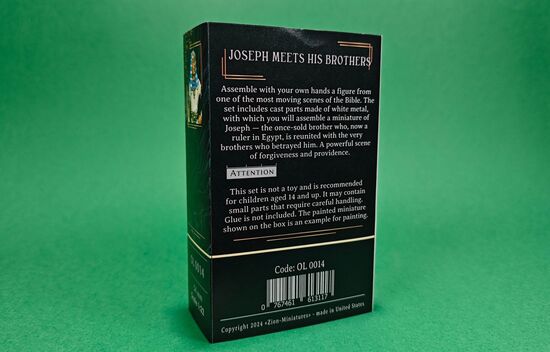 JOSEPH MEETS HIS BROTHERS
Assemble with your own hands a figure from
one of the most moving scenes of the Bible. The
set includes cast parts made of white metal,
with which you will assemble a miniature of
Joseph — the once-sold brother who, now a
ruler in Egypt, is reunited with the very
brothers who betrayed him. A powerful scene
of forgiveness and providence.
ATTENTION
This set is not a toy and is recommended
for children aged 14 and up. It may contain
small parts that require careful handling.
Glue is not included. The painted miniature
shown on the box is an example for painting.
Code: OL 0014
0 767461 613117
Copyright 2024 «Zion-Miniatures» - made in United States
OL 0014